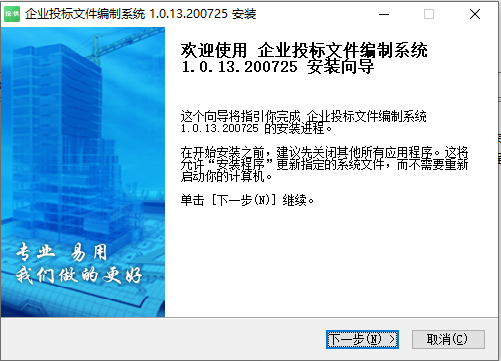 企业投标文件编制系统 1.0.13.200725 安装
欢迎使用 企业投标文件编制系统
1.0.13.200725 安装向导
这个向导将指引你完成 企业投标文件编制系统
1.0.13.200725 的安装进程。
在开始安装之前，建议先关闭其他所有应用程序。这将
允许“安装程序”更新指定的系统文件，而不需要重新
启动你的计算机。
单击 [下一步(N)] 继续。
专业 易用
我们做的更好
下一步(N) >
取消(C)